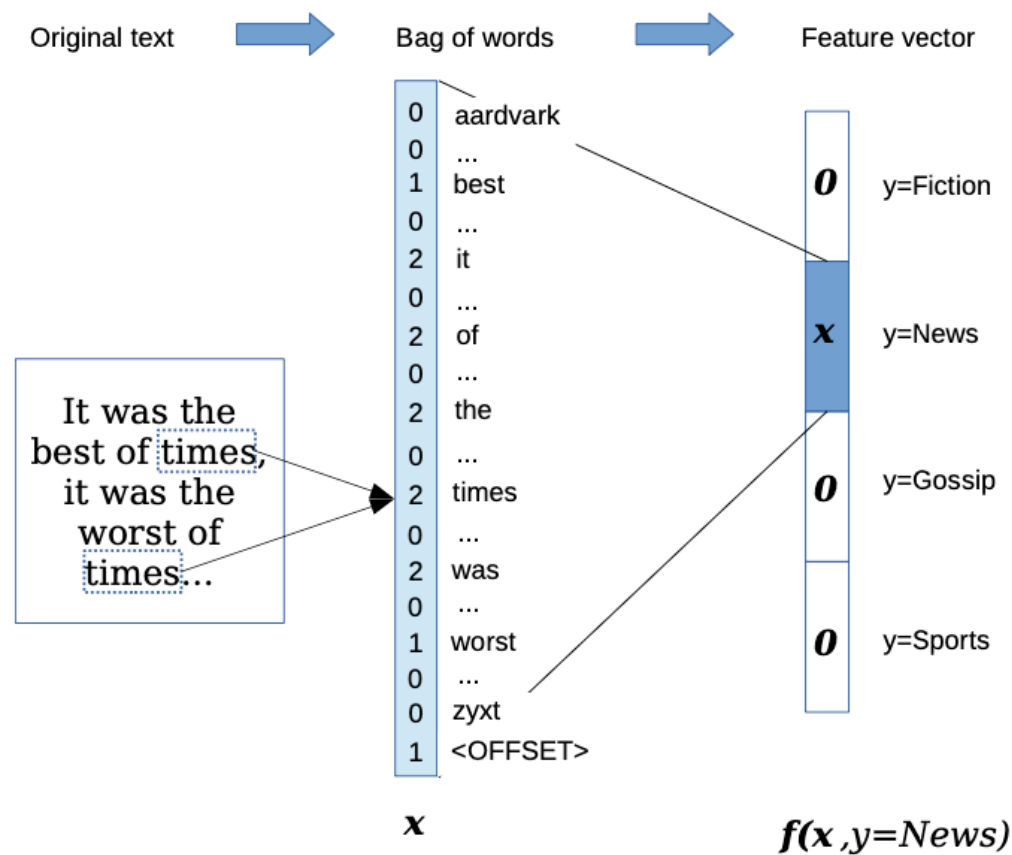 Original text
Bag of words
Feature vector
It was the
best of times,
it was the
worst of
times...
0 aardvark
0 ...
1 best
0 ...
2 it
0 ...
2 of
0 ...
2 the
0 ...
2 times
0 ...
2 was
0 ...
1 worst
0 ...
0 zyxt
1 <OFFSET>
x
0 y=Fiction
x y=News
0 y=Gossip
0 y=Sports
f(x ,y=News)